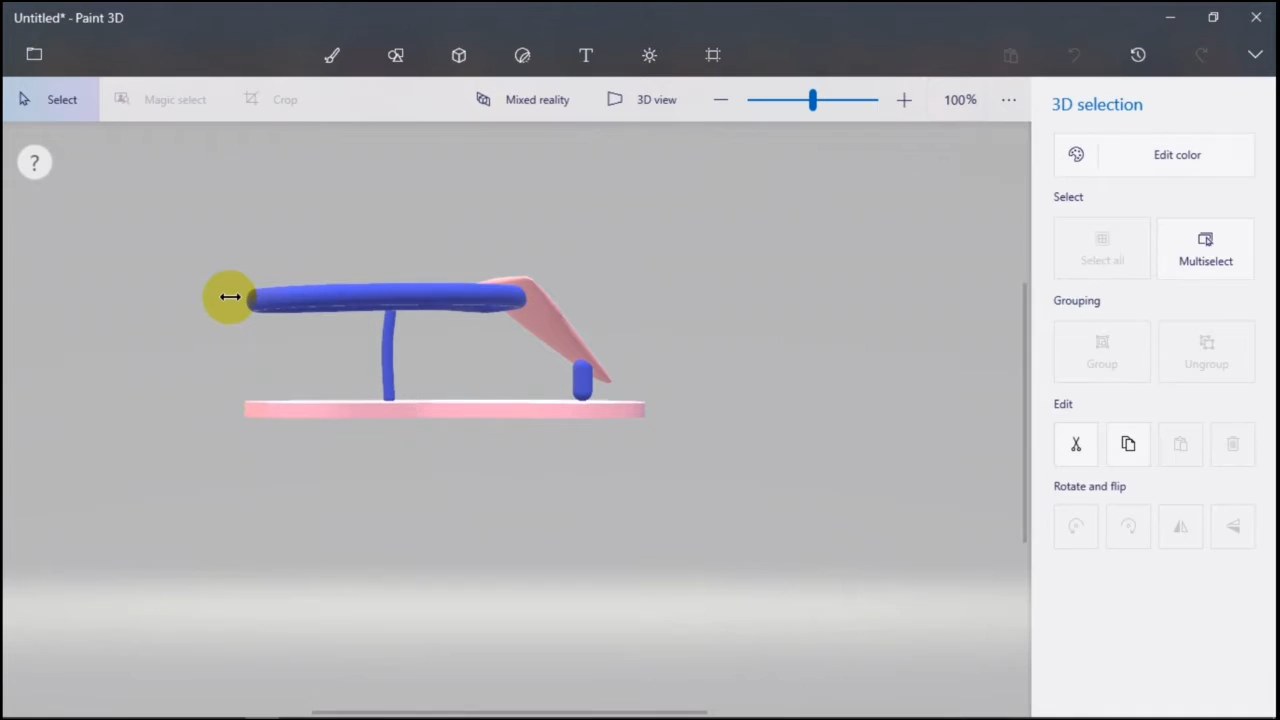 Untitled* - Paint 3D
Select
Magic select
Crop
Mixed reality
3D view
100%
?
3D selection
Edit color
Select
Select all
Multiselect
Grouping
Group
Ungroup
Edit
Rotate and flip